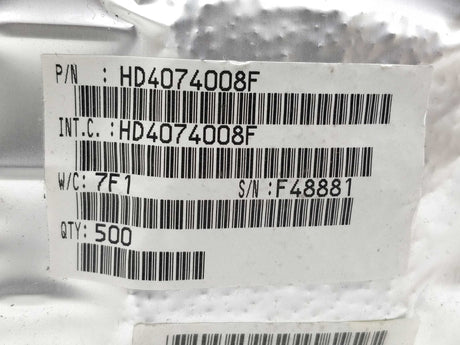 P/N : HD4074008F
INT.C. : HD4074008F
W/C: 7F1 S/N : F48881
QTY: 500